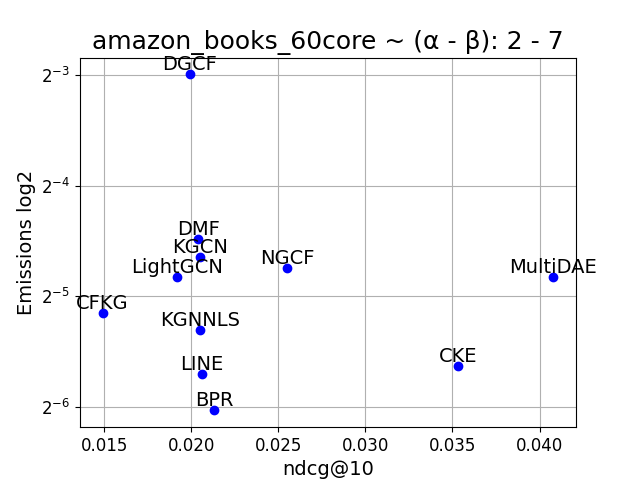 amazon_books_60core ~ (α - β): 2 - 7
DGCF
2⁻³
2⁻⁴
DMF
KGCN
NGCF
LightGCN
MultiDAE
2⁻⁵
CFKG
KGNNLS
CKE
LINE
BPR
2⁻⁶
Emissions log2
0.015 0.020 0.025 0.030 0.035 0.040
ndcg@10